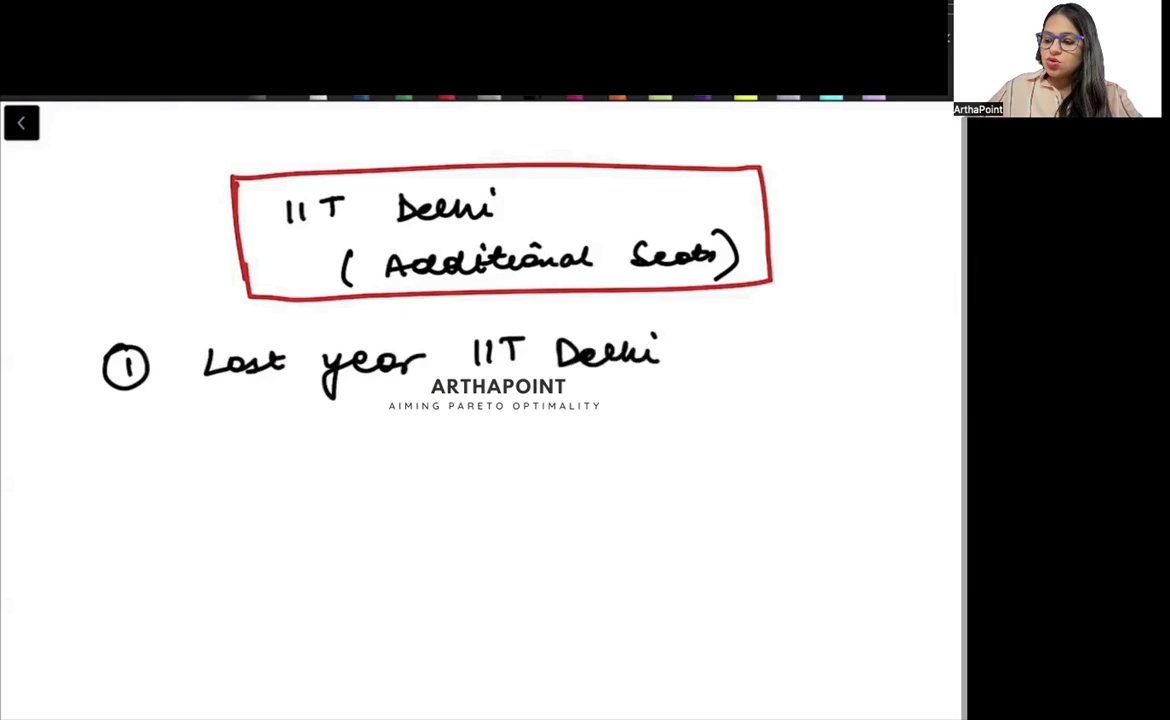 ArthaPoint
IIT Delhi
(Additional Seats)
① Last year IIT Delhi
ARTHAPOINT
AIMING PARETO OPTIMALITY